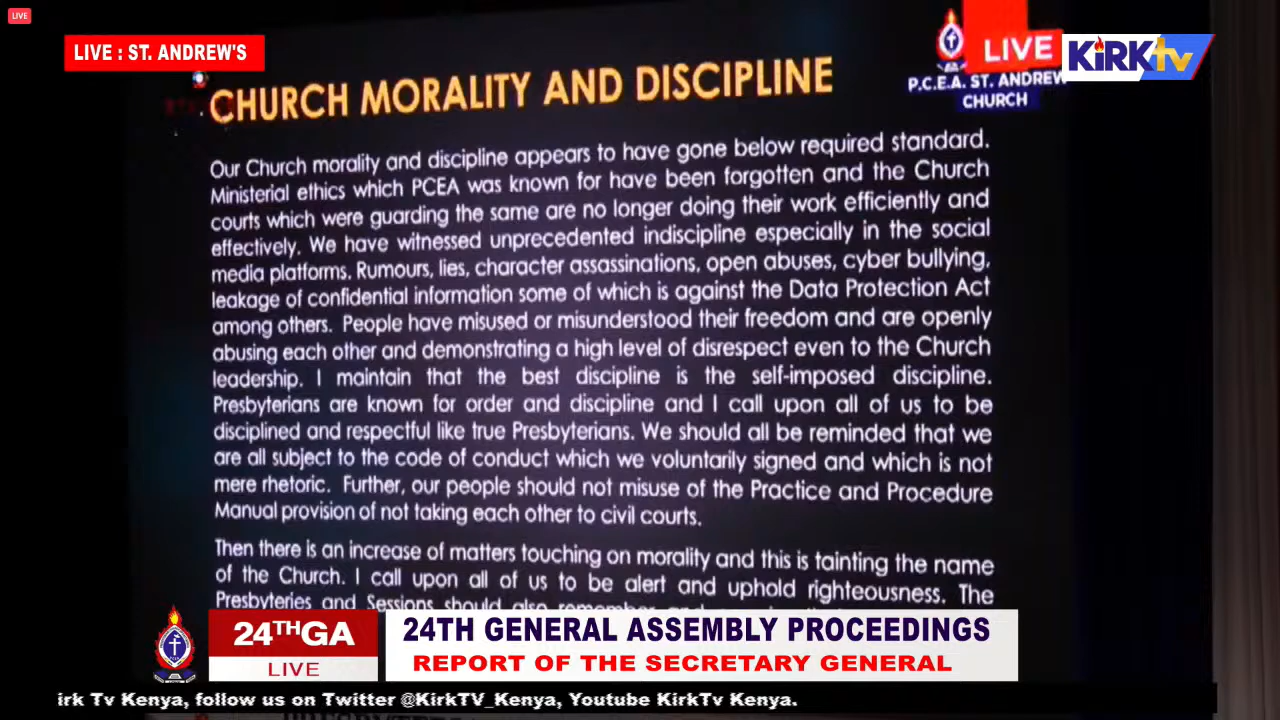 LIVE
LIVE : ST. ANDREW'S
LIVE
KiRKtv
P.C.E.A. ST. ANDREW
CHURCH
CHURCH MORALITY AND DISCIPLINE
Our Church morality and discipline appears to have gone below required standard.
Ministerial ethics which PCEA was known for have been forgotten and the Church
courts which were guarding the same are no longer doing their work efficiently and
effectively. We have witnessed unprecedented indiscipline especially in the social
media platforms. Rumours, lies, character assassinations, open abuses, cyber bullying,
leakage of confidential information some of which is against the Data Protection Act
among others. People have misused or misunderstood their freedom and are openly
abusing each other and demonstrating a high level of disrespect even to the Church
leadership. I maintain that the best discipline is the self-imposed discipline.
Presbyterians are known for order and discipline and I call upon all of us to be
disciplined and respectful like true Presbyterians. We should all be reminded that we
are all subject to the code of conduct which we voluntarily signed and which is not
mere rhetoric. Further, our people should not misuse of the Practice and Procedure
Manual provision of not taking each other to civil courts.
Then there is an increase of matters touching on morality and this is tainting the name
of the Church. I call upon all of us to be alert and uphold righteousness. The
Presbyteries and Sessions should also remember
24THGA
LIVE
24TH GENERAL ASSEMBLY PROCEEDINGS
REPORT OF THE SECRETARY GENERAL
irk Tv Kenya, follow us on Twitter @KirkTV_Kenya, Youtube KirkTv Kenya.